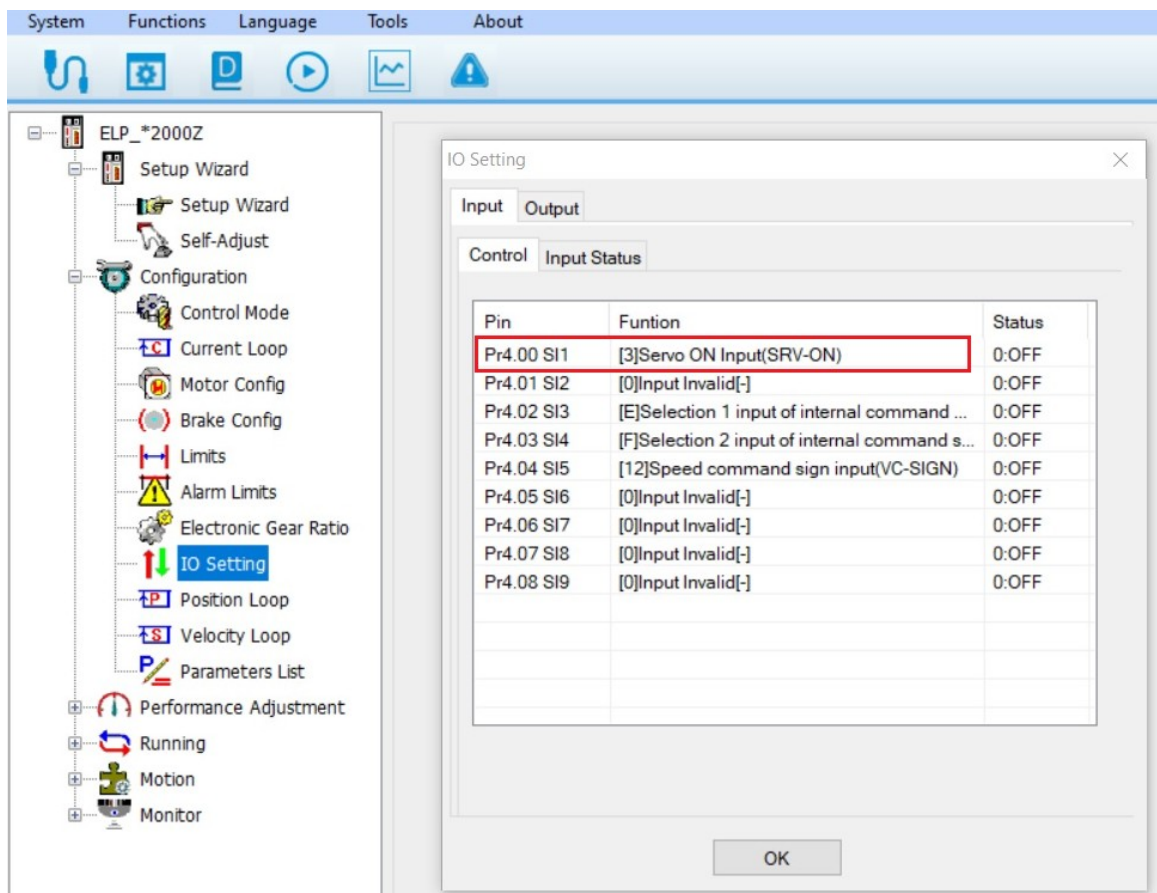 System Functions Language Tools About
D
ELP_*2000Z
Setup Wizard
Setup Wizard
Self-Adjust
Configuration
Control Mode
C Current Loop
Motor Config
Brake Config
Limits
Alarm Limits
Electronic Gear Ratio
IO Setting
P Position Loop
S Velocity Loop
P Parameters List
Performance Adjustment
Running
Motion
Monitor
IO Setting
Input Output
Control Input Status
Pin Funtion Status
Pr4.00 SI1 [3]Servo ON Input(SRV-ON) 0:OFF
Pr4.01 SI2 [0]Input Invalid[-] 0:OFF
Pr4.02 SI3 [E]Selection 1 input of internal command ... 0:OFF
Pr4.03 SI4 [F]Selection 2 input of internal command s... 0:OFF
Pr4.04 SI5 [12]Speed command sign input(VC-SIGN) 0:OFF
Pr4.05 SI6 [0]Input Invalid[-] 0:OFF
Pr4.06 SI7 [0]Input Invalid[-] 0:OFF
Pr4.07 SI8 [0]Input Invalid[-] 0:OFF
Pr4.08 SI9 [0]Input Invalid[-] 0:OFF
OK